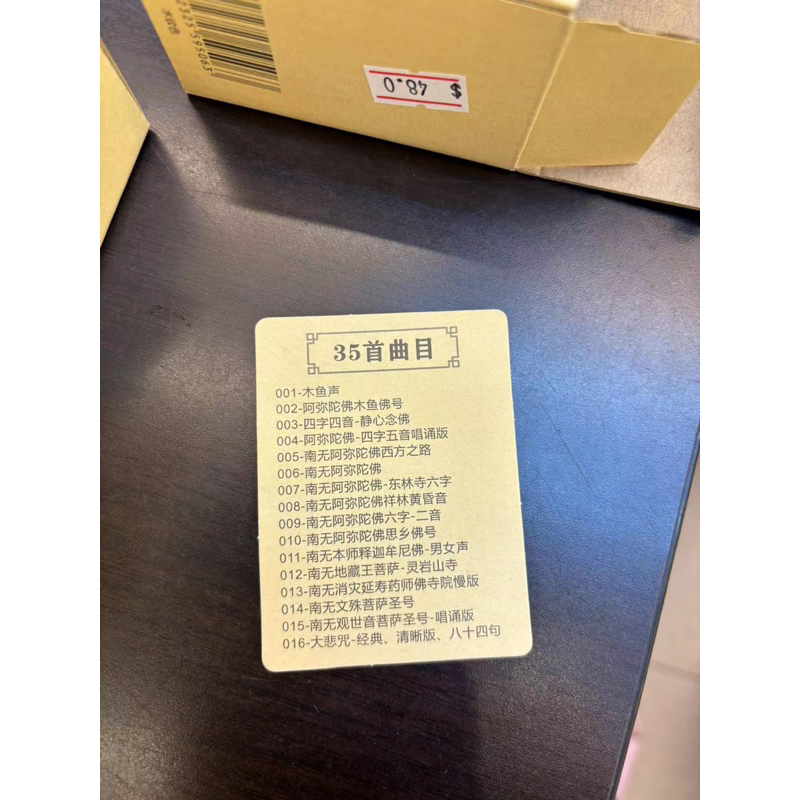 $ 48.0
35首曲目
001-木鱼声
002-阿弥陀佛木鱼佛号
003-四字四音-静心念佛
004-阿弥陀佛-四字五音唱诵版
005-南无阿弥陀佛西方之路
006-南无阿弥陀佛
007-南无阿弥陀佛-东林寺六字
008-南无阿弥陀佛祥林黄昏音
009-南无阿弥陀佛六字-二音
010-南无阿弥陀佛思乡佛号
011-南无本师释迦牟尼佛-男女声
012-南无地藏王菩萨-灵岩山寺
013-南无消灾延寿药师佛寺院慢版
014-南无文殊菩萨圣号
015-南无观世音菩萨圣号-唱诵版
016-大悲咒-经典、清晰版、八十四句